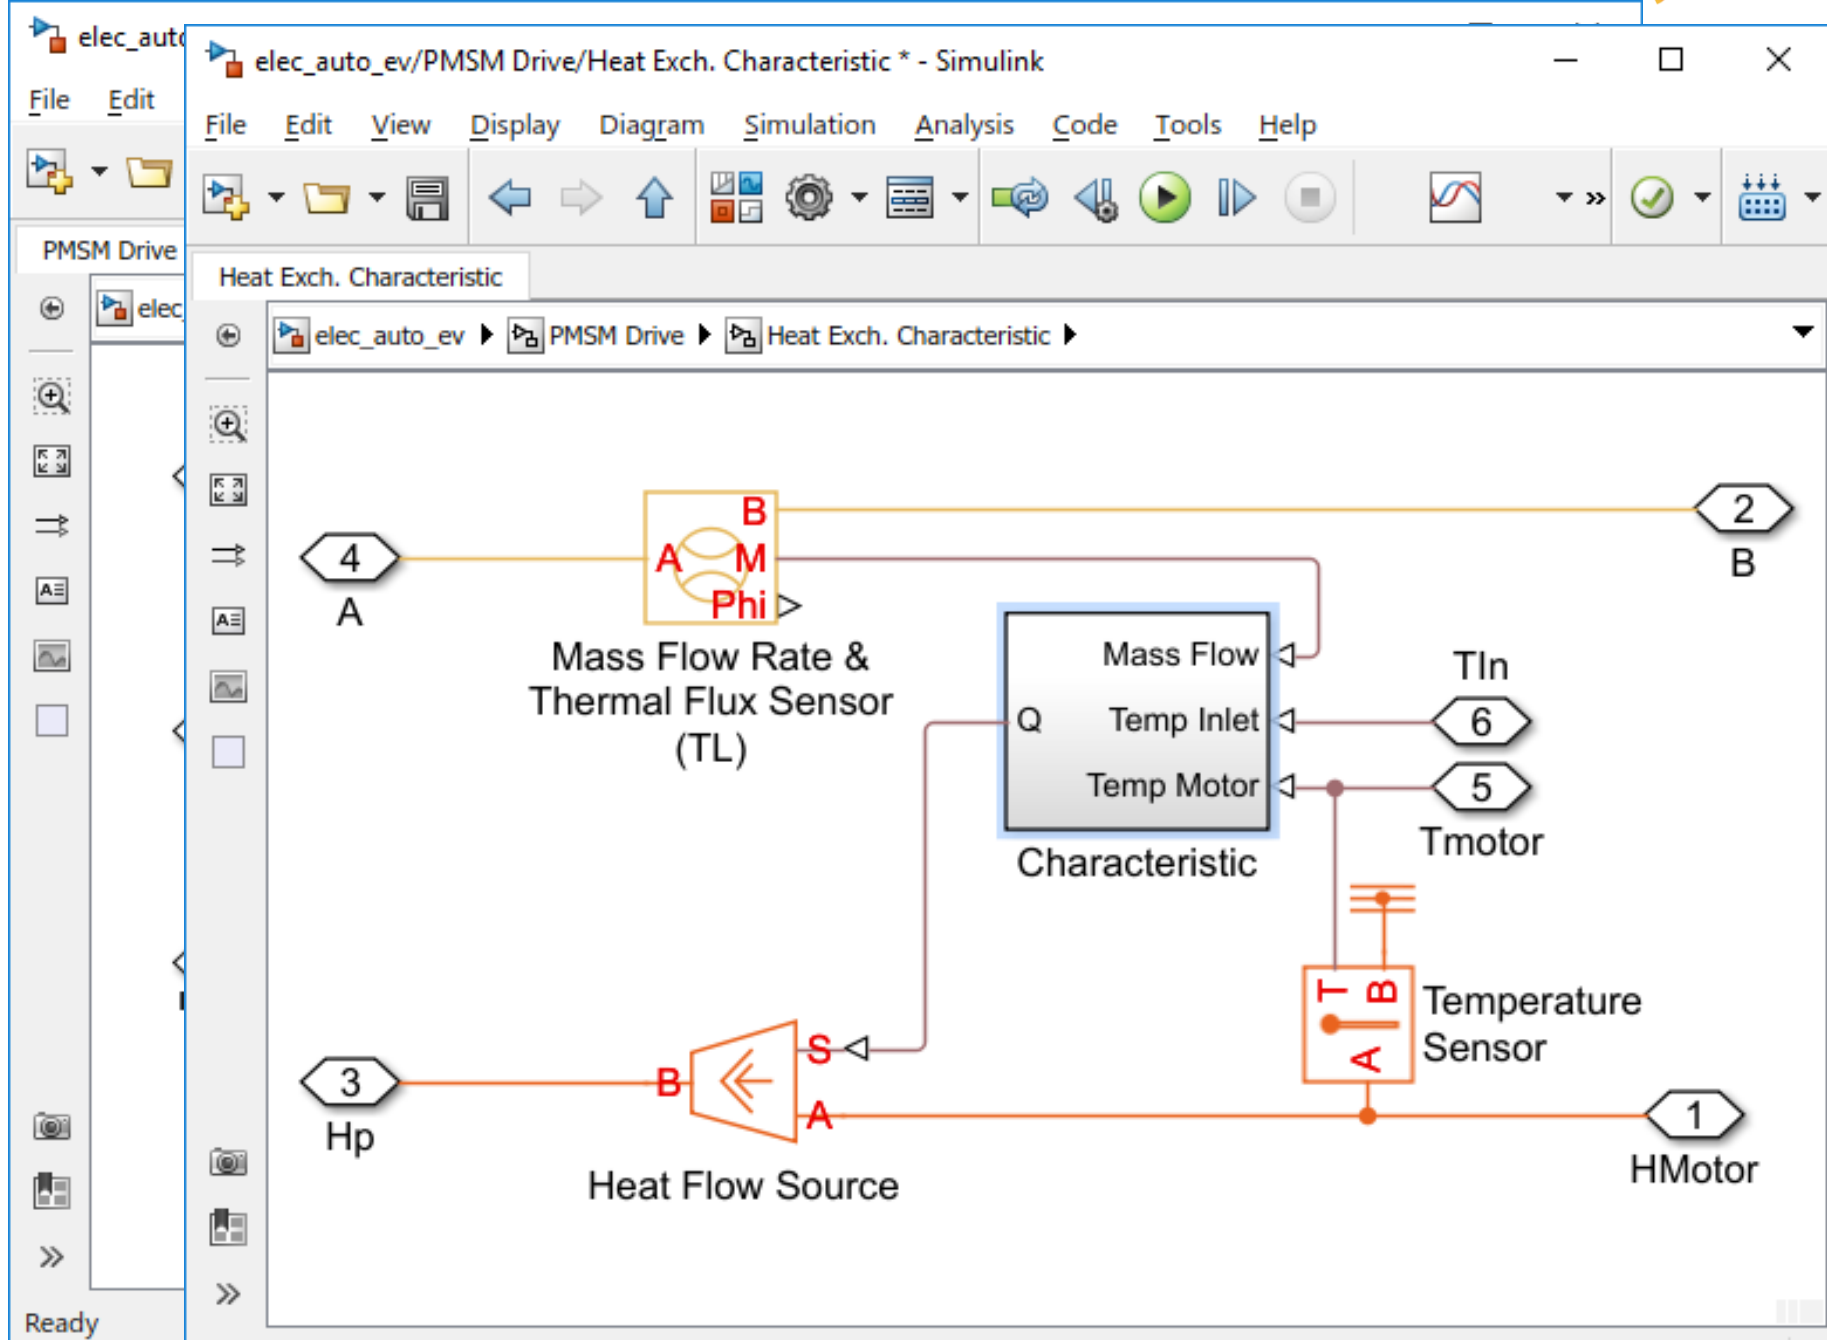 elec_auto
File Edit
PMSM Drive
elec_
Ready
elec_auto_ev/PMSM Drive/Heat Exch. Characteristic * - Simulink
File Edit View Display Diagram Simulation Analysis Code Tools Help
Heat Exch. Characteristic
elec_auto_ev PMSM Drive Heat Exch. Characteristic
4
A
A
B
M
Phi
Mass Flow Rate &
Thermal Flux Sensor
(TL)
2
B
Mass Flow
Q Temp Inlet
Temp Motor
Characteristic
TIn
6
5
Tmotor
T B
A
Temperature
Sensor
3
Hp
B
S
A
Heat Flow Source
1
HMotor